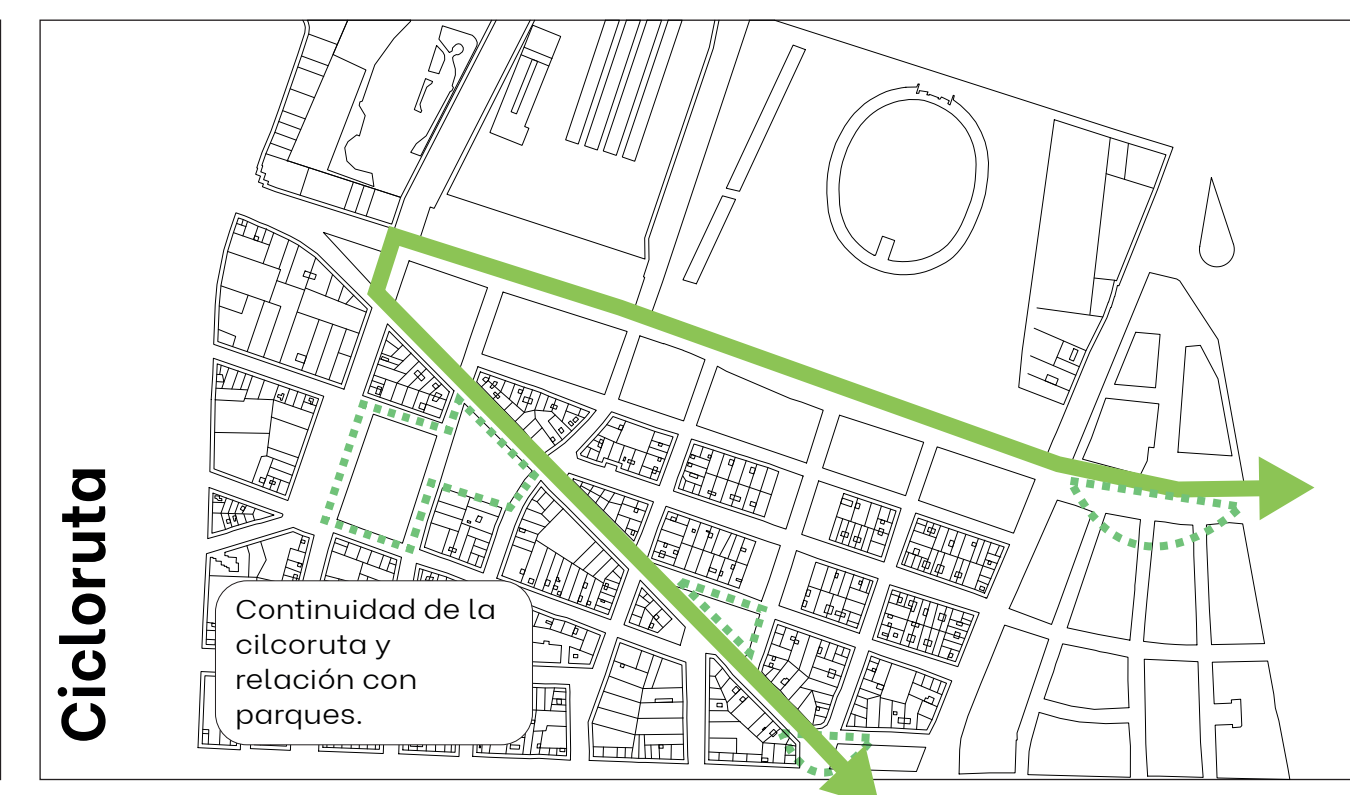 Cicloruta
Continuidad de la
cilcoruta y
relación con
parques.